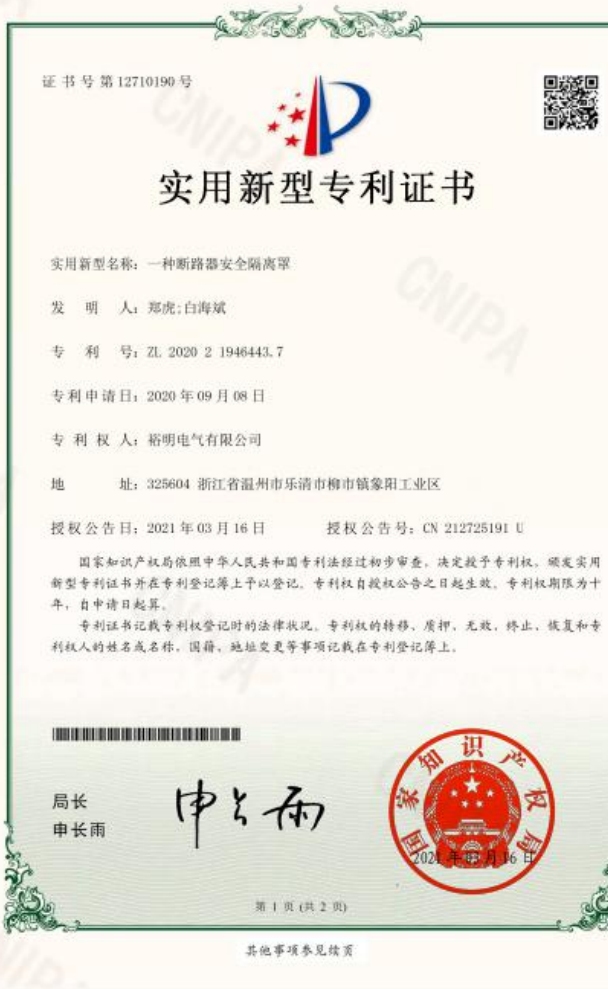 证书号第12710190号
实用新型专利证书
实用新型名称：一种断路器安全隔离罩
发明人：郑虎;白海斌
专利号：ZL 2020 2 1946443.7
专利申请日：2020年09月08日
专利权人：裕明电气有限公司
地址：325604 浙江省温州市乐清市柳市镇象阳工业区
授权公告日：2021年03月16日 授权公告号：CN 212725191 U
国家知识产权局依照中华人民共和国专利法经过初步审查，决定授予专利权，颁发实用
新型专利证书并在专利登记簿上予以登记。专利权自授权公告之日起生效。专利权期限为十
年，自申请日起算。
专利证书记载专利权登记时的法律状况。专利权的转移、质押、无效、终止、恢复和专
利权人的姓名或名称、国籍、地址变更等事项记载在专利登记簿上。
局长
申长雨
申长雨
国家知识产权局
2021年03月16日
第 1 页 (共 2 页)
其他事项参见续页
CNIPA
CNIPA